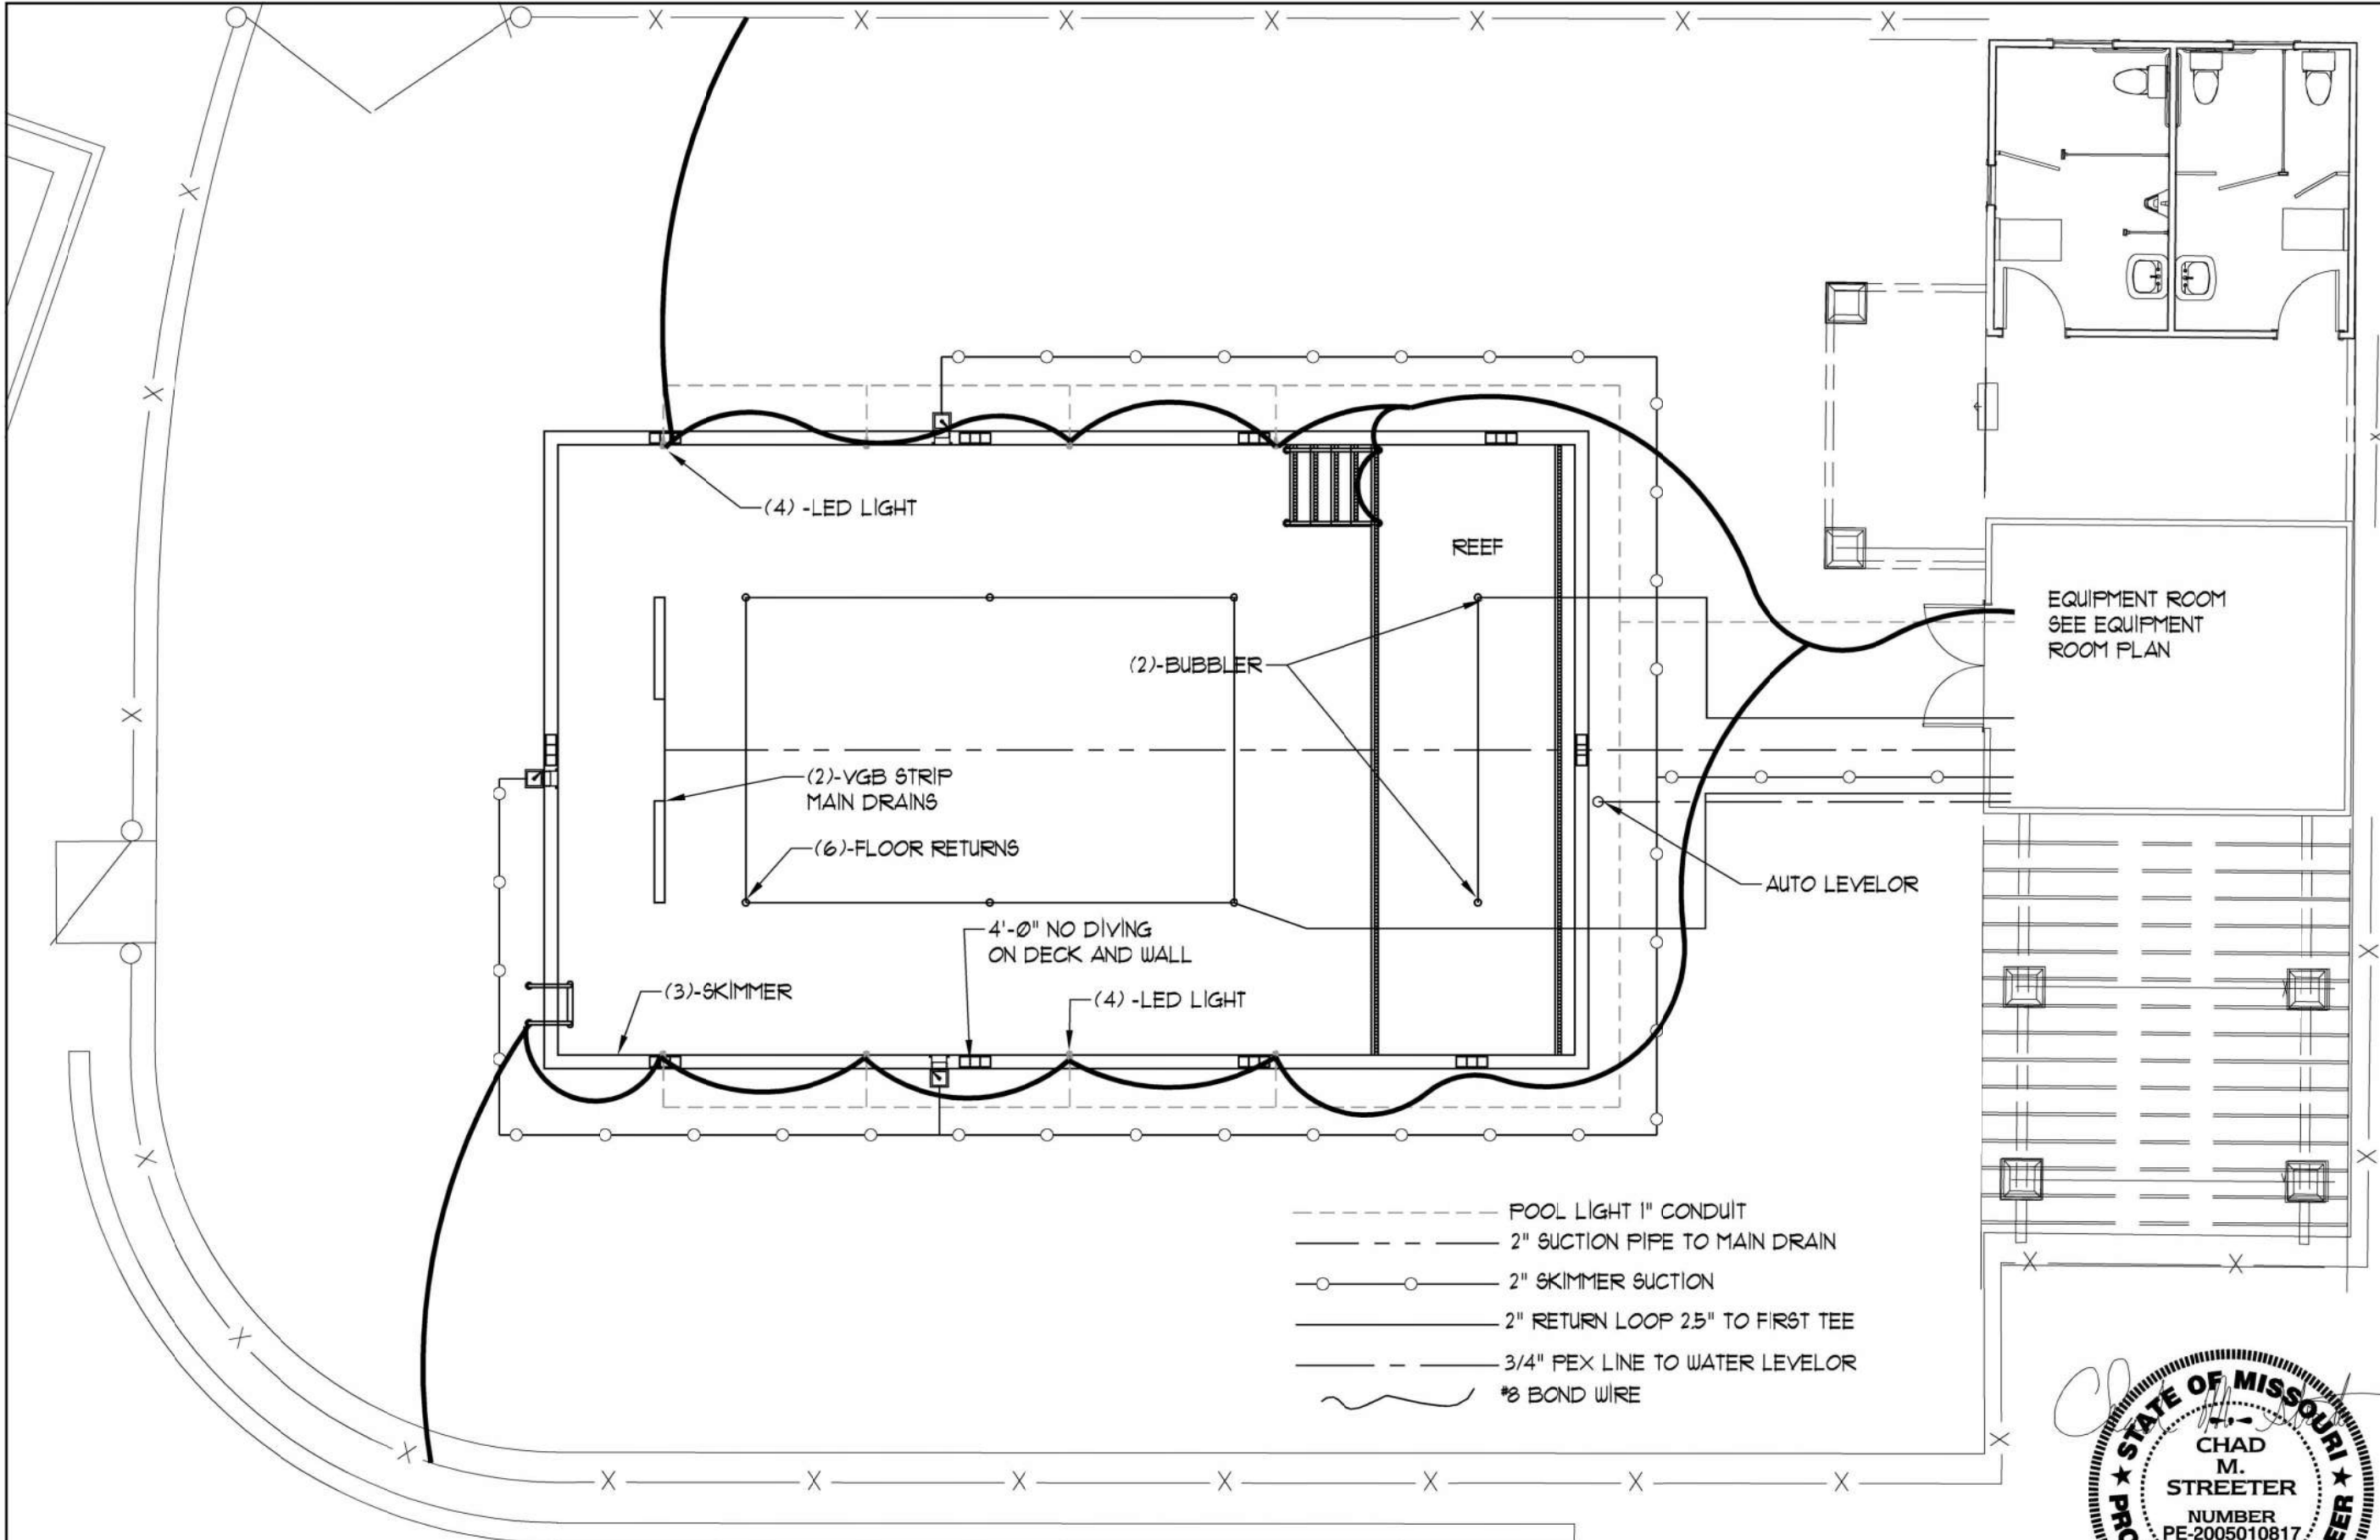 (4) -LED LIGHT
REEF
EQUIPMENT ROOM
SEE EQUIPMENT
ROOM PLAN
(2)-BUBBLER
(2)-VGB STRIP
MAIN DRAINS
(6)-FLOOR RETURNS
AUTO LEVELOR
4'-0" NO DIVING
ON DECK AND WALL
(3)-SKIMMER
(4) -LED LIGHT
POOL LIGHT 1" CONDUIT
2" SUCTION PIPE TO MAIN DRAIN
2" SKIMMER SUCTION
2" RETURN LOOP 2.5" TO FIRST TEE
3/4" PEX LINE TO WATER LEVELOR
#8 BOND WIRE
STATE OF MISSOURI
CHAD
M.
STREETER
NUMBER
PE-2005010817